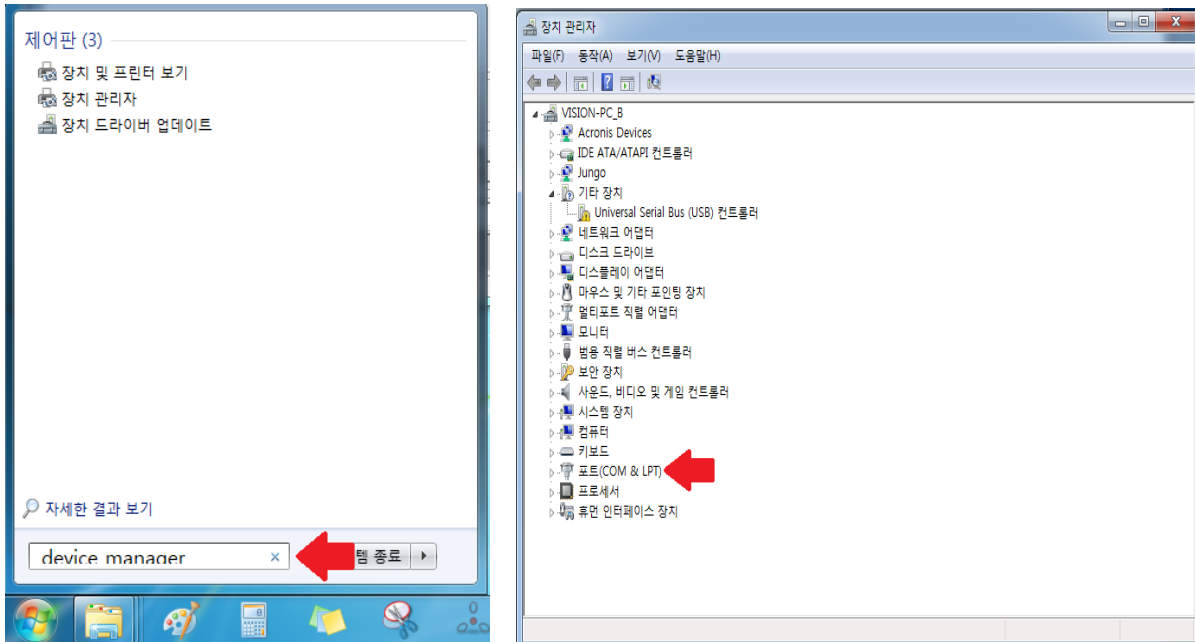 제어판 (3)
장치 및 프린터 보기
장치 관리자
장치 드라이버 업데이트
자세한 결과 보기
device manager
템 종료
장치 관리자
파일(F) 동작(A) 보기(V) 도움말(H)
VISION-PC_B
Acronis Devices
IDE ATA/ATAPI 컨트롤러
Jungo
기타 장치
Universal Serial Bus (USB) 컨트롤러
네트워크 어댑터
디스크 드라이브
디스플레이 어댑터
마우스 및 기타 포인팅 장치
멀티포트 직렬 어댑터
모니터
범용 직렬 버스 컨트롤러
보안 장치
사운드, 비디오 및 게임 컨트롤러
시스템 장치
컴퓨터
키보드
포트(COM & LPT)
프로세서
휴먼 인터페이스 장치